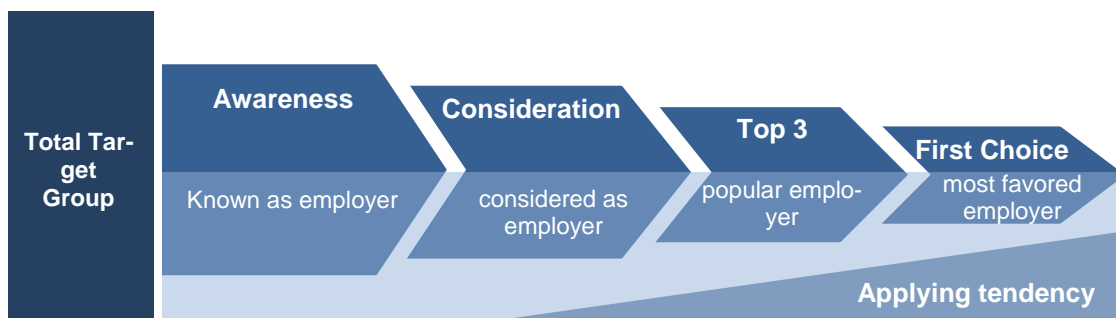 Total Tar-
get
Group
Awareness
Known as employer
Consideration
considered as
employer
Top 3
popular emplo-
yer
First Choice
most favored
employer
Applying tendency